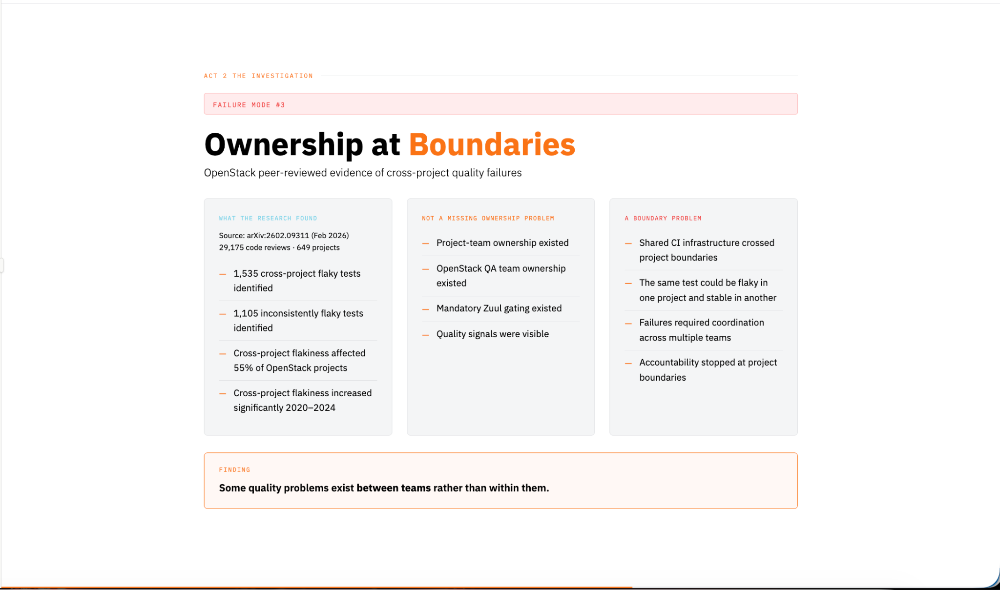 ACT 2 THE INVESTIGATION
FAILURE MODE #3
Ownership at Boundaries
OpenStack peer-reviewed evidence of cross-project quality failures
WHAT THE RESEARCH FOUND
Source: arXiv:2602.09311 (Feb 2026)
29,175 code reviews · 649 projects
— 1,535 cross-project flaky tests
identified
— 1,105 inconsistently flaky tests
identified
— Cross-project flakiness affected
55% of OpenStack projects
— Cross-project flakiness increased
significantly 2020–2024
NOT A MISSING OWNERSHIP PROBLEM
— Project-team ownership existed
— OpenStack QA team ownership
existed
— Mandatory Zuul gating existed
— Quality signals were visible
A BOUNDARY PROBLEM
— Shared CI infrastructure crossed
project boundaries
— The same test could be flaky in
one project and stable in another
— Failures required coordination
across multiple teams
— Accountability stopped at project
boundaries
FINDING
Some quality problems exist between teams rather than within them.